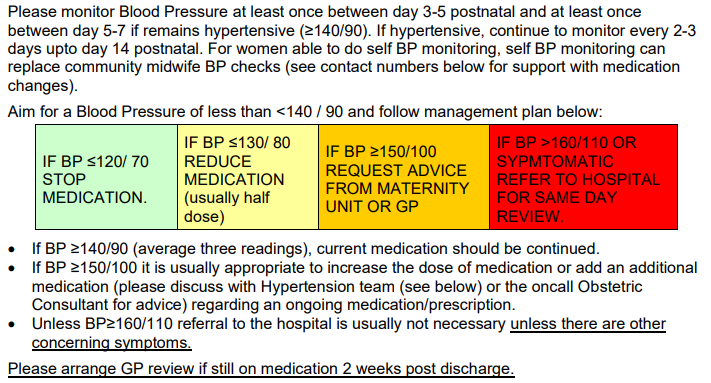 Please monitor Blood Pressure at least once between day 3-5 postnatal and at least once
between day 5-7 if remains hypertensive (≥140/90). If hypertensive, continue to monitor every 2-3
days upto day 14 postnatal. For women able to do self BP monitoring, self BP monitoring can
replace community midwife BP checks (see contact numbers below for support with medication
changes).
Aim for a Blood Pressure of less than <140 / 90 and follow management plan below:
IF BP ≤120/ 70
STOP
MEDICATION.
IF BP ≤130/ 80
REDUCE
MEDICATION
(usually half
dose)
IF BP ≥150/100
REQUEST ADVICE
FROM MATERNITY
UNIT OR GP
IF BP >160/110 OR
SYPMTOMATIC
REFER TO HOSPITAL
FOR SAME DAY
REVIEW.
• If BP ≥140/90 (average three readings), current medication should be continued.
• If BP ≥150/100 it is usually appropriate to increase the dose of medication or add an additional
medication (please discuss with Hypertension team (see below) or the oncall Obstetric
Consultant for advice) regarding an ongoing medication/prescription.
• Unless BP≥160/110 referral to the hospital is usually not necessary unless there are other
concerning symptoms.
Please arrange GP review if still on medication 2 weeks post discharge.